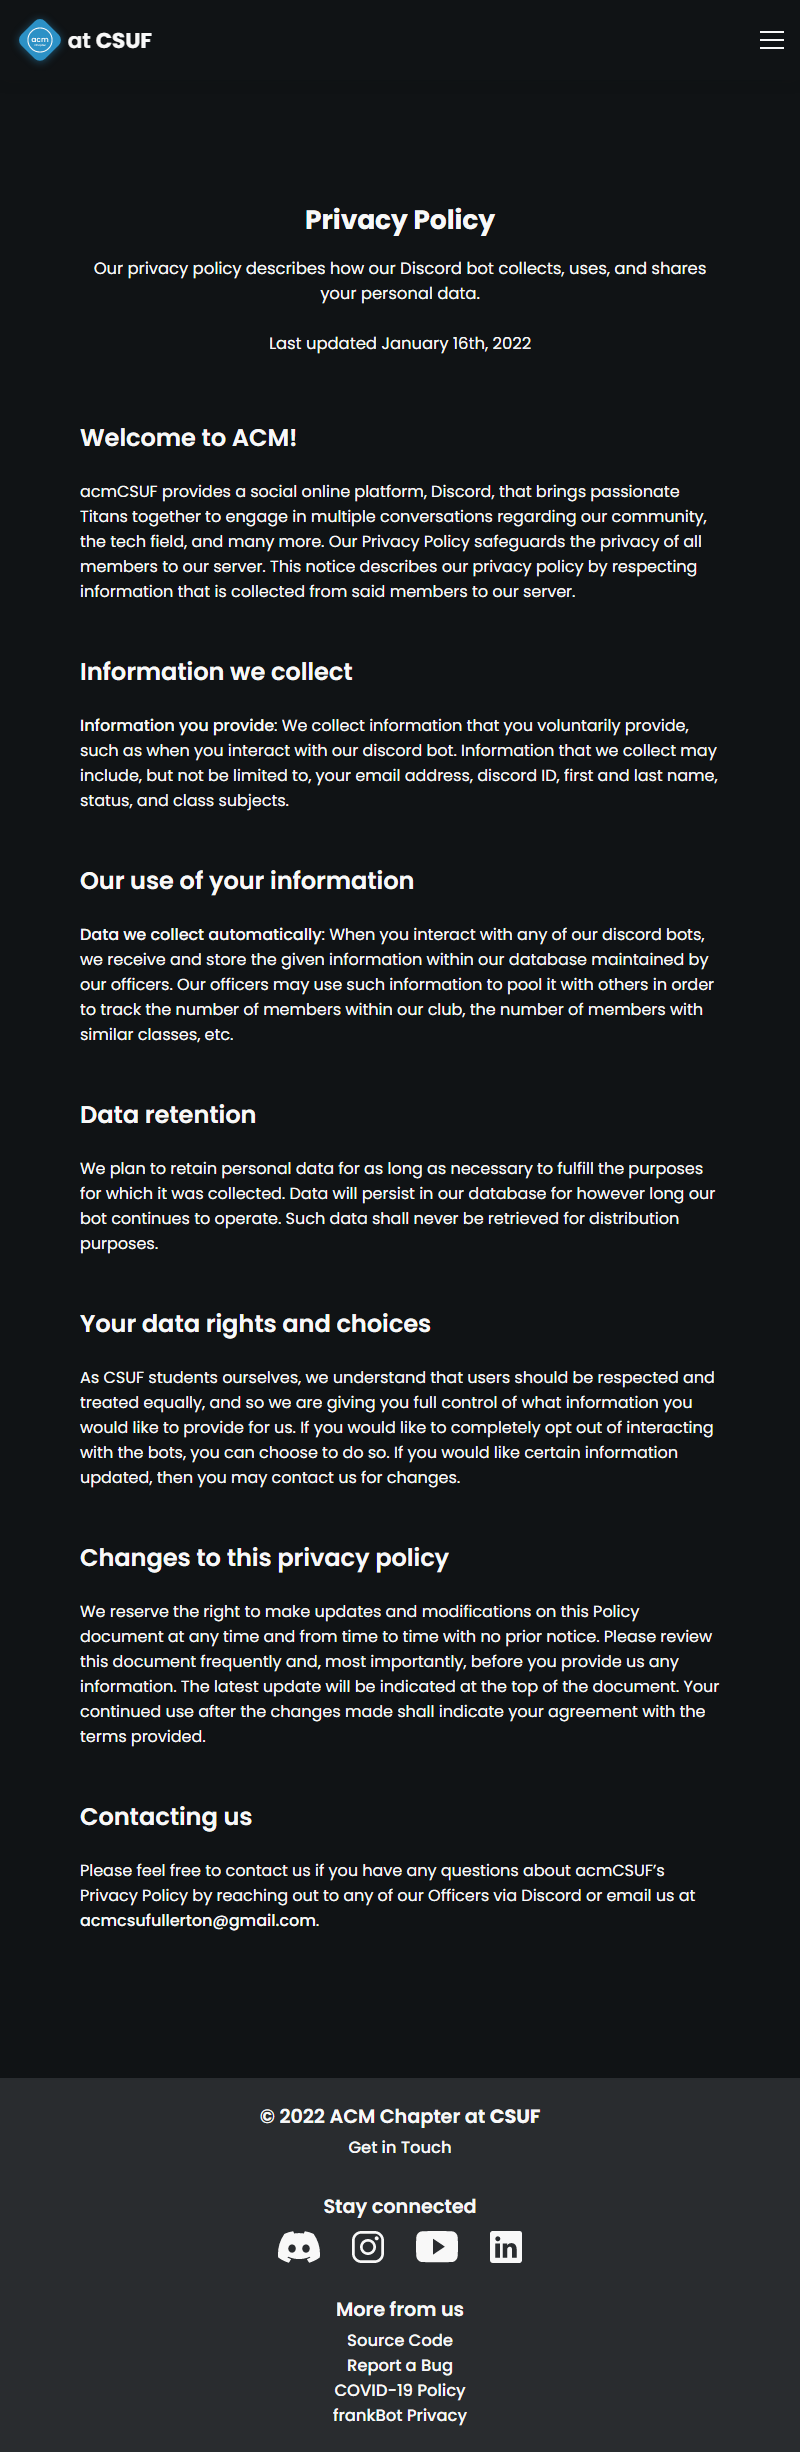 acm
at CSUF
Privacy Policy
Our privacy policy describes how our Discord bot collects, uses, and shares
your personal data.
Last updated January 16th, 2022
Welcome to ACM!
acmCSUF provides a social online platform, Discord, that brings passionate
Titans together to engage in multiple conversations regarding our community,
the tech field, and many more. Our Privacy Policy safeguards the privacy of all
members to our server. This notice describes our privacy policy by respecting
information that is collected from said members to our server.
Information we collect
Information you provide: We collect information that you voluntarily provide,
such as when you interact with our discord bot. Information that we collect may
include, but not be limited to, your email address, discord ID, first and last name,
status, and class subjects.
Our use of your information
Data we collect automatically: When you interact with any of our discord bots,
we receive and store the given information within our database maintained by
our officers. Our officers may use such information to pool it with others in order
to track the number of members within our club, the number of members with
similar classes, etc.
Data retention
We plan to retain personal data for as long as necessary to fulfill the purposes
for which it was collected. Data will persist in our database for however long our
bot continues to operate. Such data shall never be retrieved for distribution
purposes.
Your data rights and choices
As CSUF students ourselves, we understand that users should be respected and
treated equally, and so we are giving you full control of what information you
would like to provide for us. If you would like to completely opt out of interacting
with the bots, you can choose to do so. If you would like certain information
updated, then you may contact us for changes.
Changes to this privacy policy
We reserve the right to make updates and modifications on this Policy
document at any time and from time to time with no prior notice. Please review
this document frequently and, most importantly, before you provide us any
information. The latest update will be indicated at the top of the document. Your
continued use after the changes made shall indicate your agreement with the
terms provided.
Contacting us
Please feel free to contact us if you have any questions about acmCSUF’s
Privacy Policy by reaching out to any of our Officers via Discord or email us at
acmcsufullerton@gmail.com.
© 2022 ACM Chapter at CSUF
Get in Touch
Stay connected
in
More from us
Source Code
Report a Bug
COVID-19 Policy
frankBot Privacy